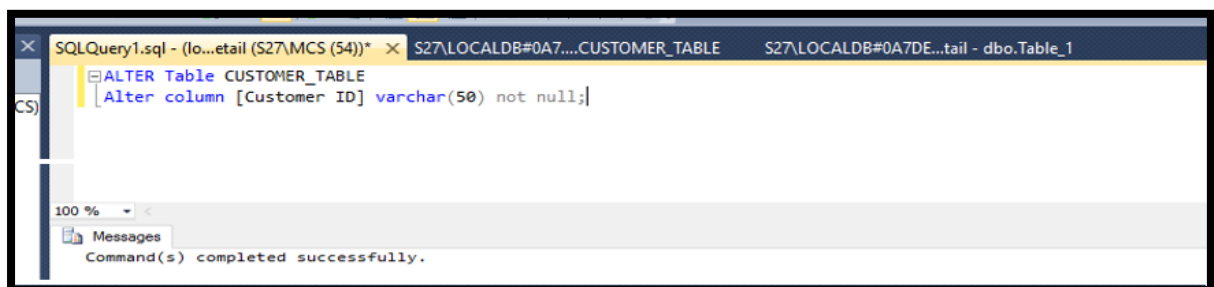 SQLQuery1.sql - (lo...etail (S27\MCS (54))* S27\LOCALDB#0A7....CUSTOMER_TABLE S27\LOCALDB#0A7DE...tail - dbo.Table_1
CS)
ALTER Table CUSTOMER_TABLE
Alter column [Customer ID] varchar(50) not null;
100 %
Messages
Command(s) completed successfully.